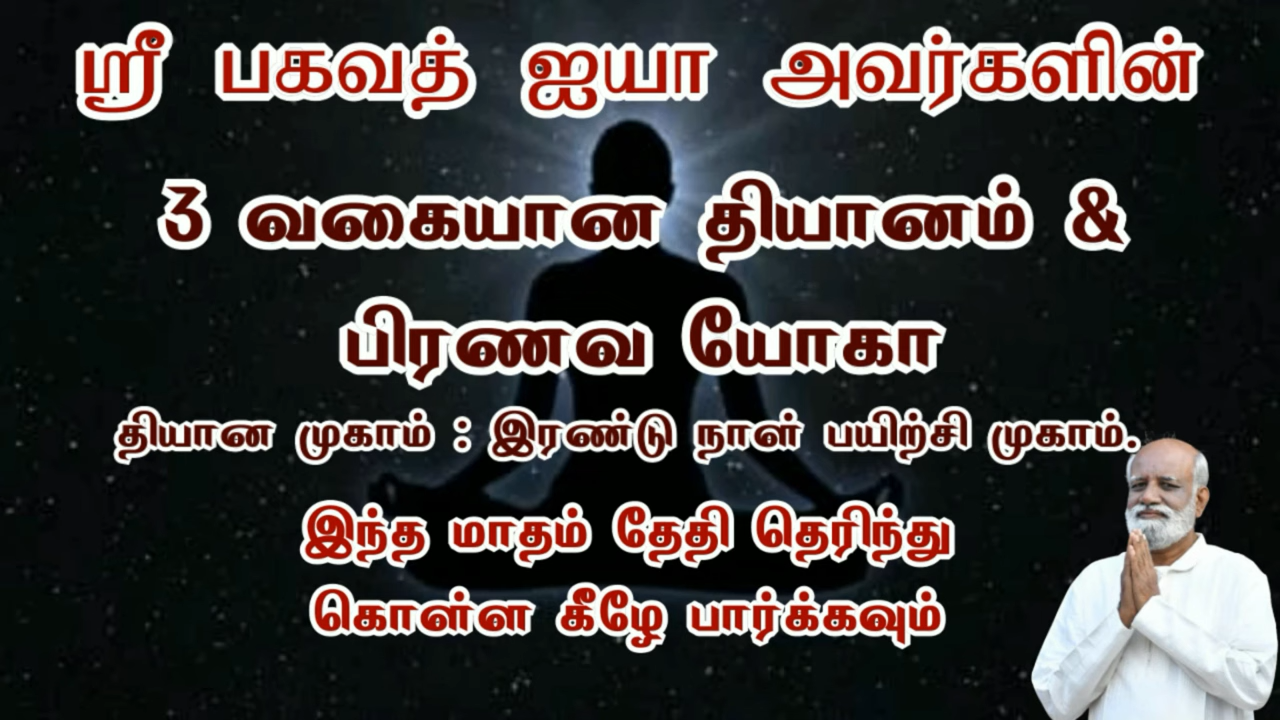 ஸ்ரீ பகவத் ஐயா அவர்களின்
3 வகையான தியானம் &
பிரணவ யோகா
தியான முகாம் : இரண்டு நாள் பயிற்சி முகாம்.
இந்த மாதம் தேதி தெரிந்து
கொள்ள கீழே பார்க்கவும்